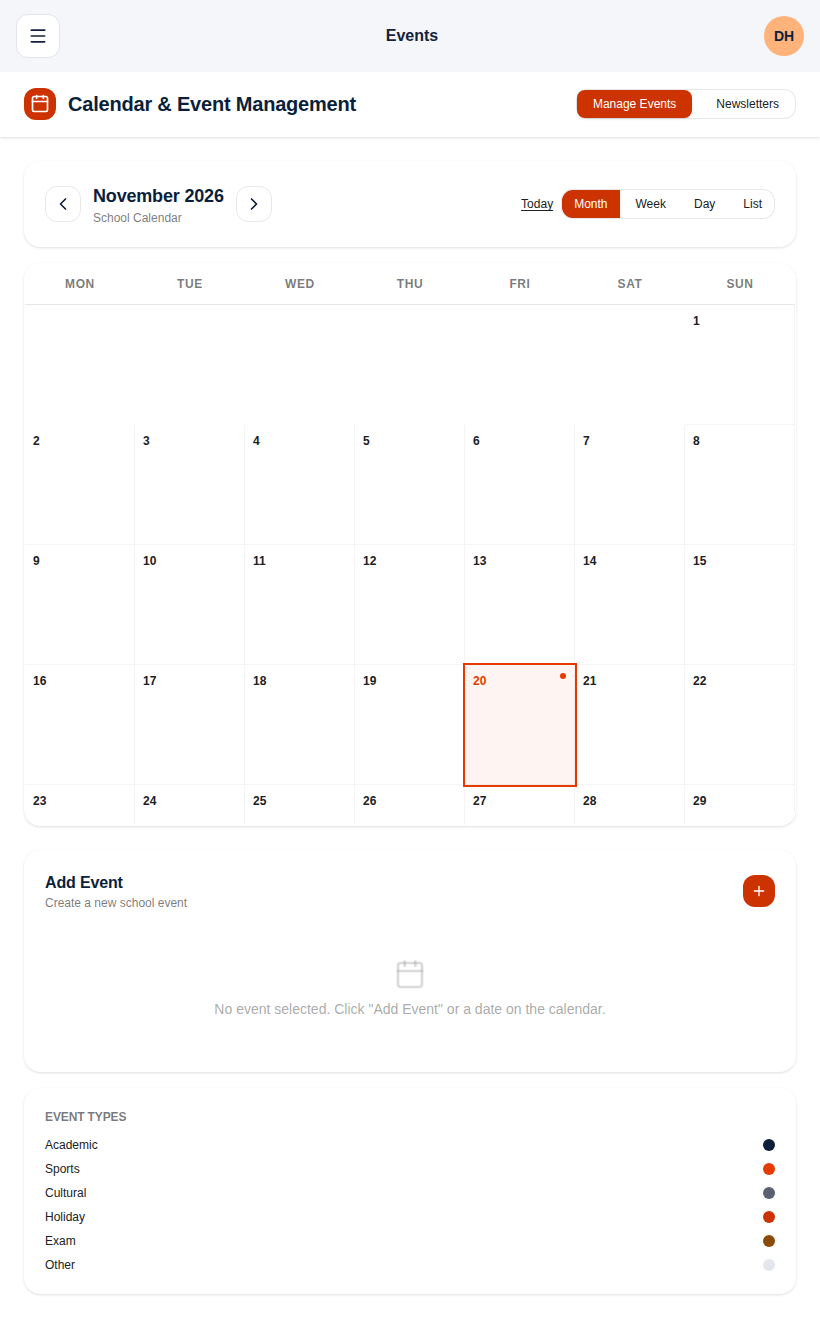 Events
DH
Calendar & Event Management
Manage Events
Newsletters
November 2026
School Calendar
Today
Month
Week
Day
List
MON TUE WED THU FRI SAT SUN
1
2 3 4 5 6 7 8
9 10 11 12 13 14 15
16 17 18 19 20 21 22
23 24 25 26 27 28 29
Add Event
Create a new school event
No event selected. Click "Add Event" or a date on the calendar.
EVENT TYPES
Academic
Sports
Cultural
Holiday
Exam
Other